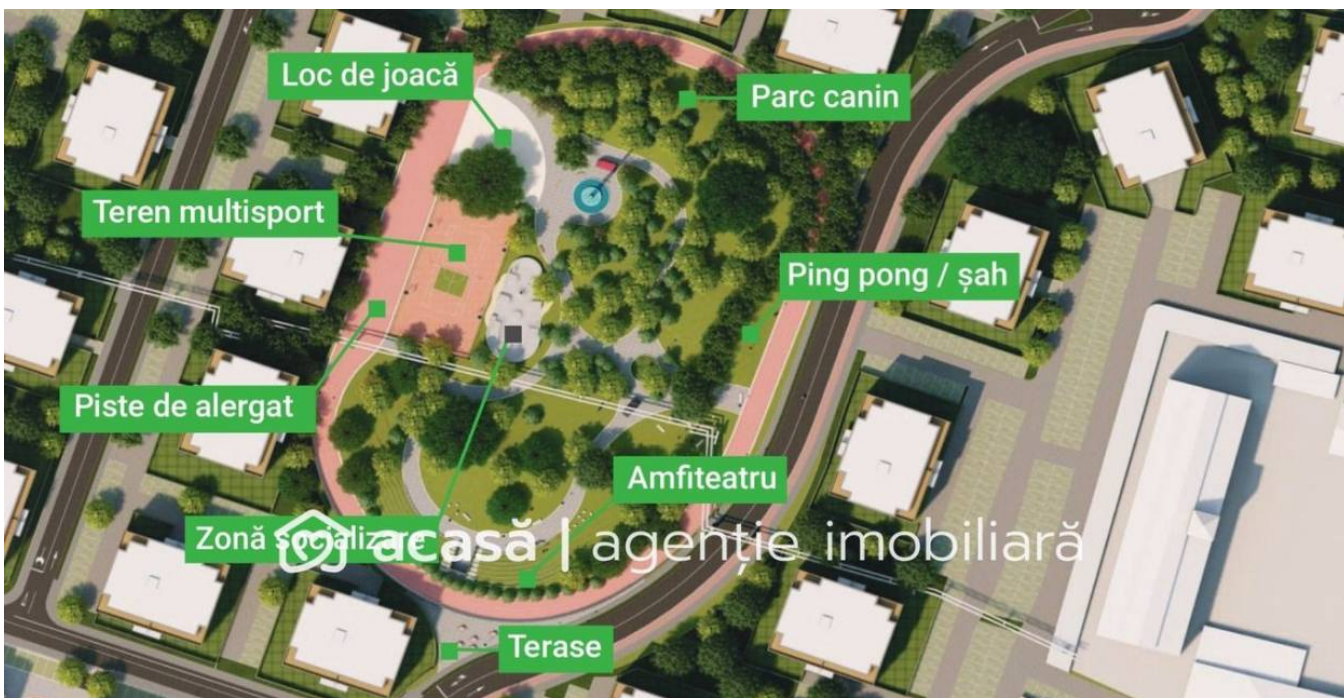 Loc de joacă
Parc canin
Teren multisport
Ping pong / șah
Piste de alergat
Amfiteatru
Zonă socializare
acasă | agenție imobiliară
Terase